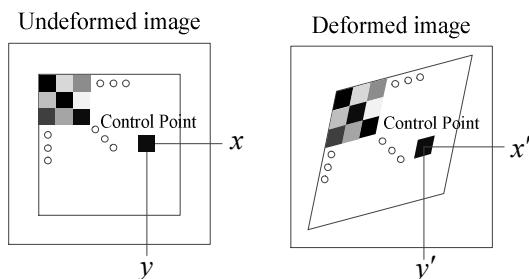 Undeformed image
Control Point
x
y
Deformed image
Control Point
x'
y'